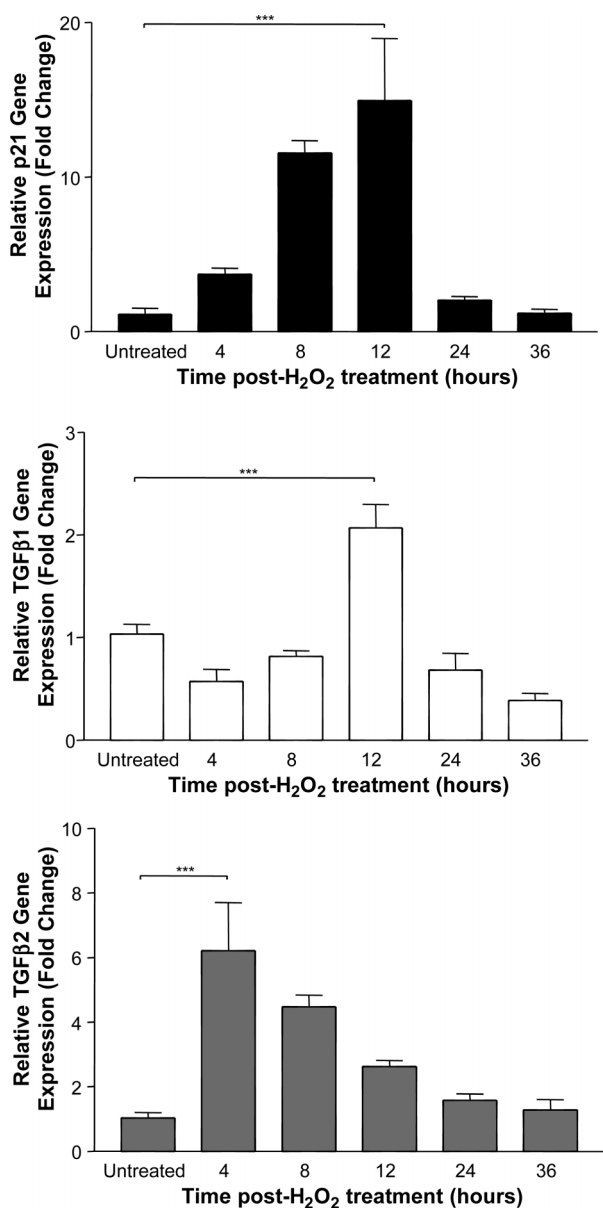 Relative p21 Gene
Expression (Fold Change)
20
10
0
***
Untreated 4 8 12 24 36
Time post-H₂O₂ treatment (hours)
Relative TGFβ1 Gene
Expression (Fold Change)
3
2
1
0
***
Untreated 4 8 12 24 36
Time post-H₂O₂ treatment (hours)
Relative TGFβ2 Gene
Expression (Fold Change)
10
8
6
4
2
0
***
Untreated 4 8 12 24 36
Time post-H₂O₂ treatment (hours)